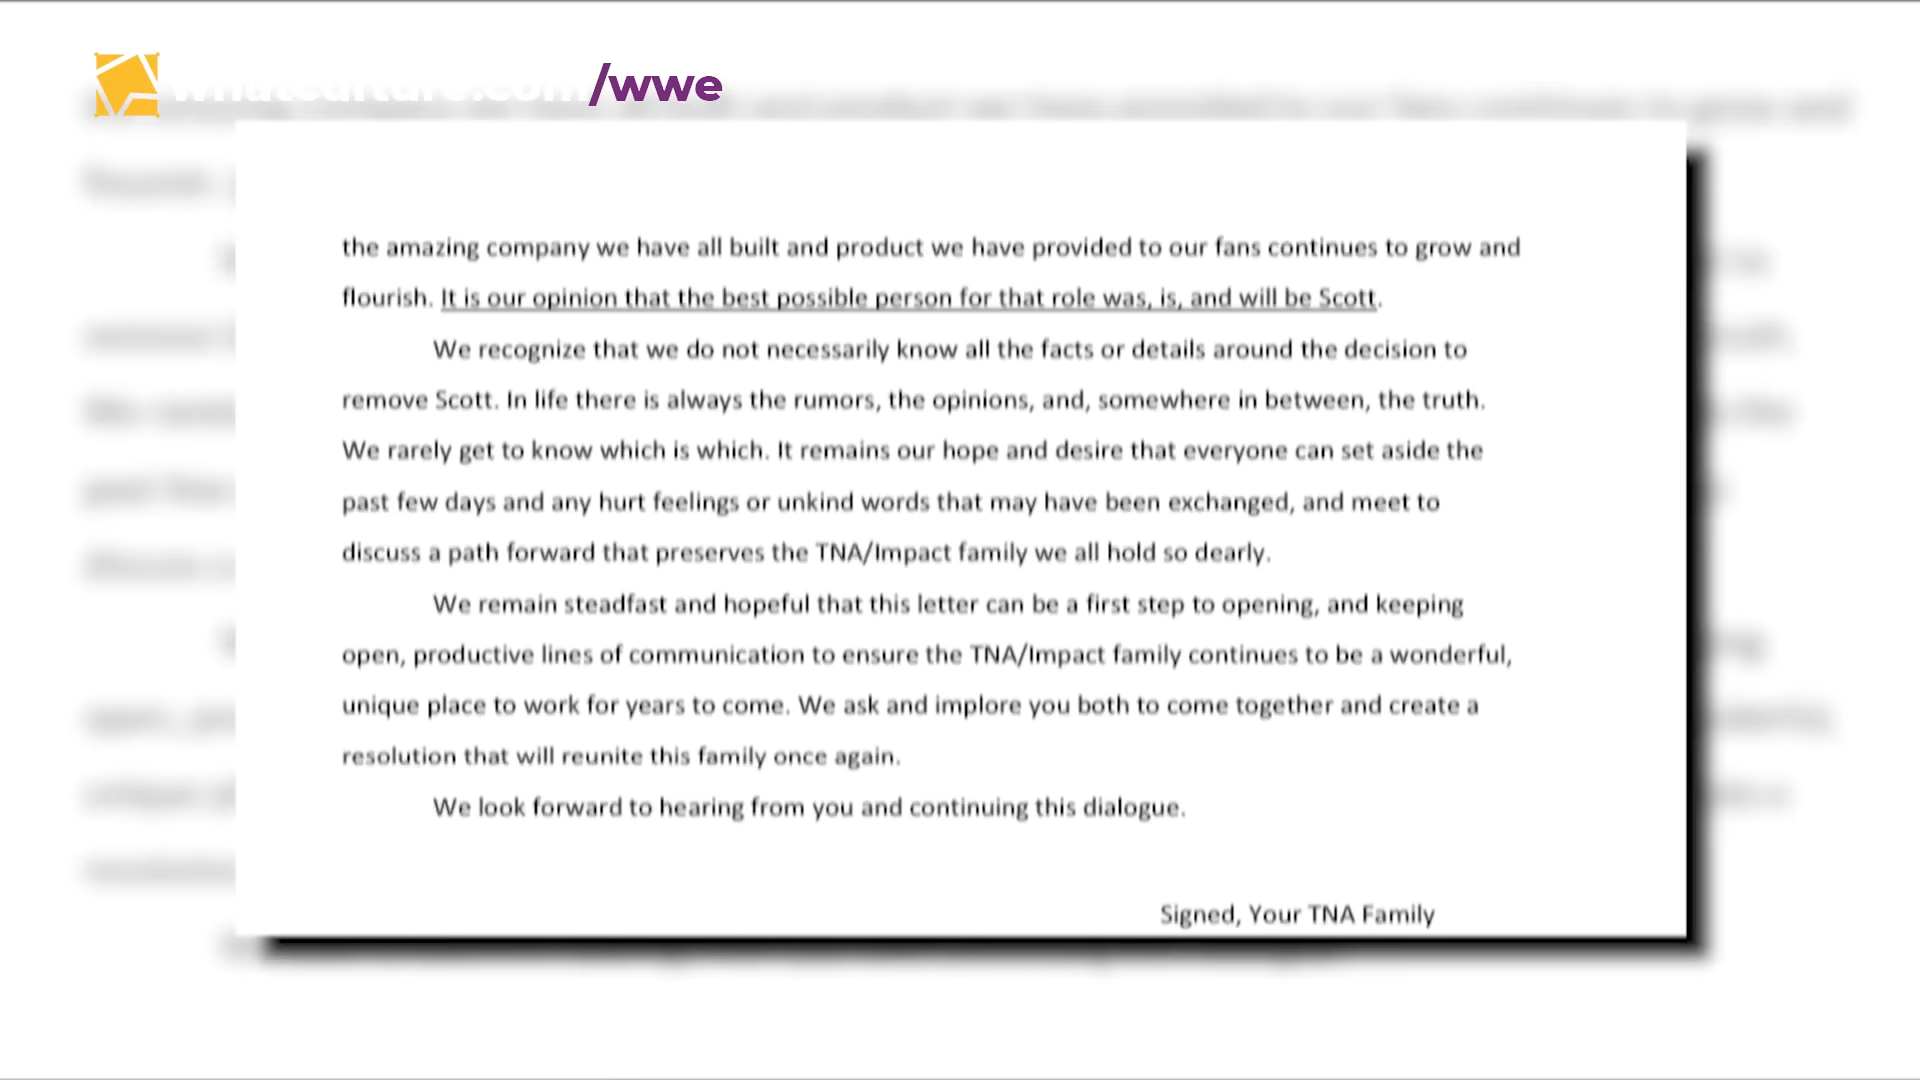 whatculture.com/wwe
the amazing company we have all built and product we have provided to our fans continues to grow and
flourish. It is our opinion that the best possible person for that role was, is, and will be Scott.
We recognize that we do not necessarily know all the facts or details around the decision to
remove Scott. In life there is always the rumors, the opinions, and, somewhere in between, the truth.
We rarely get to know which is which. It remains our hope and desire that everyone can set aside the
past few days and any hurt feelings or unkind words that may have been exchanged, and meet to
discuss a path forward that preserves the TNA/Impact family we all hold so dearly.
We remain steadfast and hopeful that this letter can be a first step to opening, and keeping
open, productive lines of communication to ensure the TNA/Impact family continues to be a wonderful,
unique place to work for years to come. We ask and implore you both to come together and create a
resolution that will reunite this family once again.
We look forward to hearing from you and continuing this dialogue.
Signed, Your TNA Family